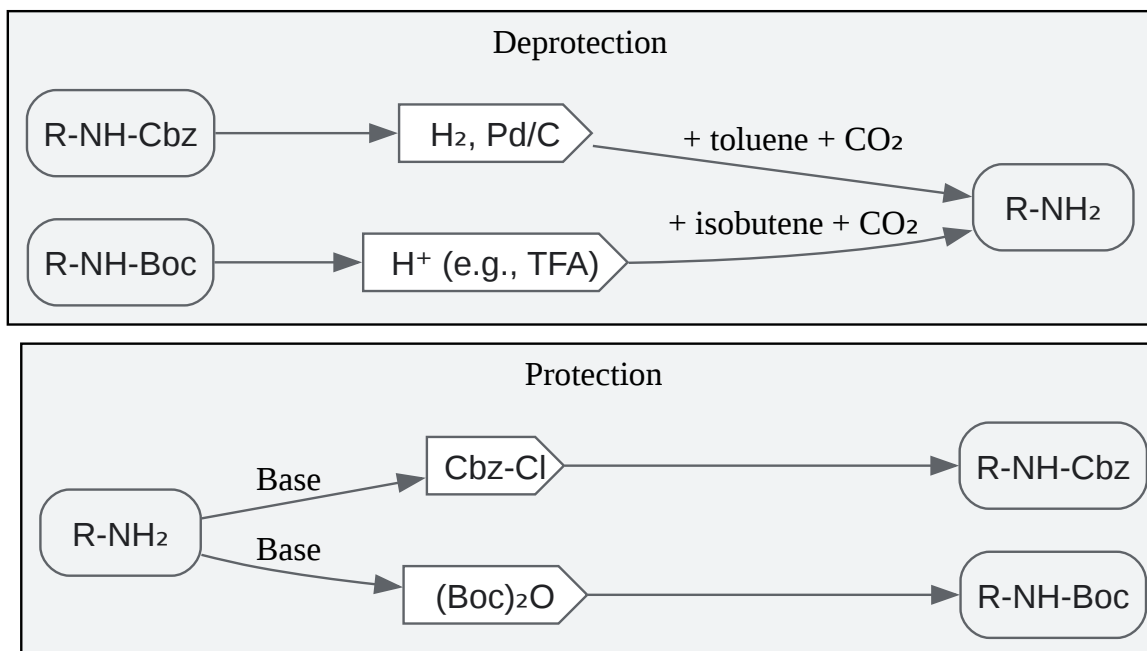 Deprotection
R-NH-Cbz
H₂, Pd/C
+ toluene + CO₂
R-NH₂
+ isobutene + CO₂
R-NH-Boc
H⁺ (e.g., TFA)
Protection
Base
Cbz-Cl
R-NH-Cbz
R-NH₂
Base
(Boc)₂O
R-NH-Boc